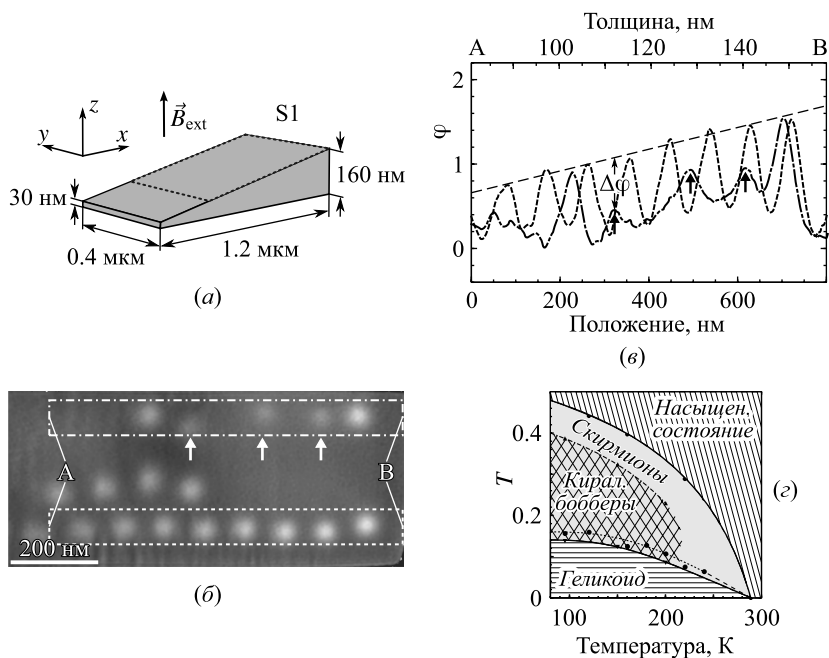 z
y
x
B⃗ext
S1
30 нм
160 нм
0.4 мкм
1.2 мкм
(а)
Толщина, нм
A
100
120
140
B
φ
2
1
0
Δφ
0
200
400
600
Положение, нм
(в)
A
B
200 нм
(б)
T
0.4
0.2
0
Насыщен.
состояние
Скирмионы
Кирал.
бобберы
Геликоид
100
200
300
Температура, К
(г)